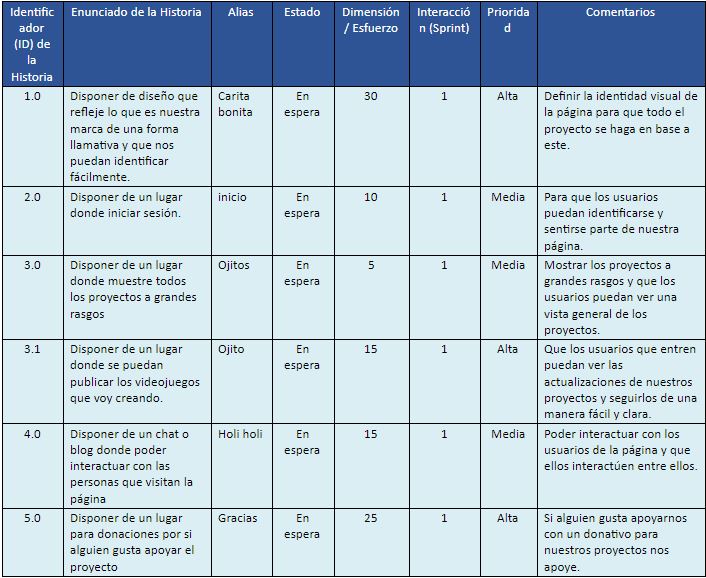 Identific
ador
(ID) de
la
Historia
Enunciado de la Historia
Alias
Estado
Dimensión
/ Esfuerzo
Interacció
n (Sprint)
Priorida
d
Comentarios
1.0
Disponer de diseño que
refleje lo que es nuestra
marca de una forma
llamativa y que nos
puedan identificar
fácilmente.
Carita
bonita
En
espera
30
1
Alta
Definir la identidad visual de
la página para que todo el
proyecto se haga en base a
este.
2.0
Disponer de un lugar
donde iniciar sesión.
inicio
En
espera
10
1
Media
Para que los usuarios
puedan identificarse y
sentirse parte de nuestra
página.
3.0
Disponer de un lugar
donde muestre todos
los proyectos a grandes
rasgos
Ojitos
En
espera
5
1
Media
Mostrar los proyectos a
grandes rasgos y que los
usuarios puedan ver una
vista general de los
proyectos.
3.1
Disponer de un lugar
donde se puedan
publicar los videojuegos
que voy creando.
Ojito
En
espera
15
1
Alta
Que los usuarios que entren
puedan ver las
actualizaciones de nuestros
proyectos y seguirlos de una
manera fácil y clara.
4.0
Disponer de un chat o
blog donde poder
interactuar con las
personas que visitan la
página
Holi holi
En
espera
15
1
Media
Poder interactuar con los
usuarios de la página y que
ellos interactúen entre ellos.
5.0
Disponer de un lugar
para donaciones por si
alguien gusta apoyar el
proyecto
Gracias
En
espera
25
1
Alta
Si alguien gusta apoyarnos
con un donativo para
nuestros proyectos nos
apoye.